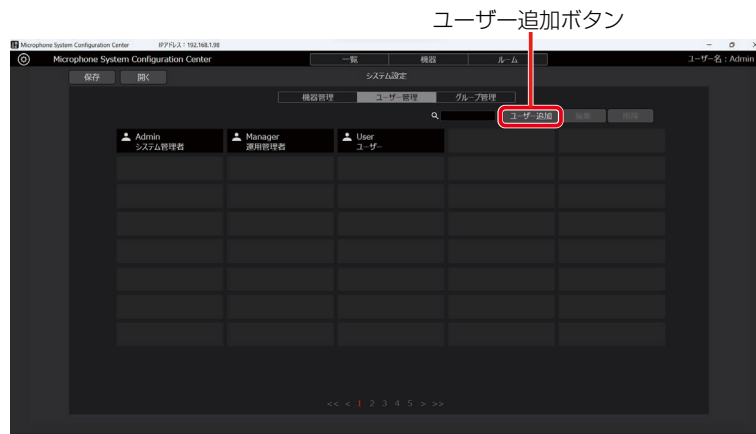 ユーザー追加ボタン
Microphone System Configuration Center IPアドレス：192.168.1.98
Microphone System Configuration Center 一覧 機器 ルーム ユーザー名：Admin
保存 開く システム設定
機器管理 ユーザー管理 グループ管理
ユーザー追加 編集 削除
Admin Manager User
システム管理者 運用管理者 ユーザー
<< < 1 2 3 4 5 > >>